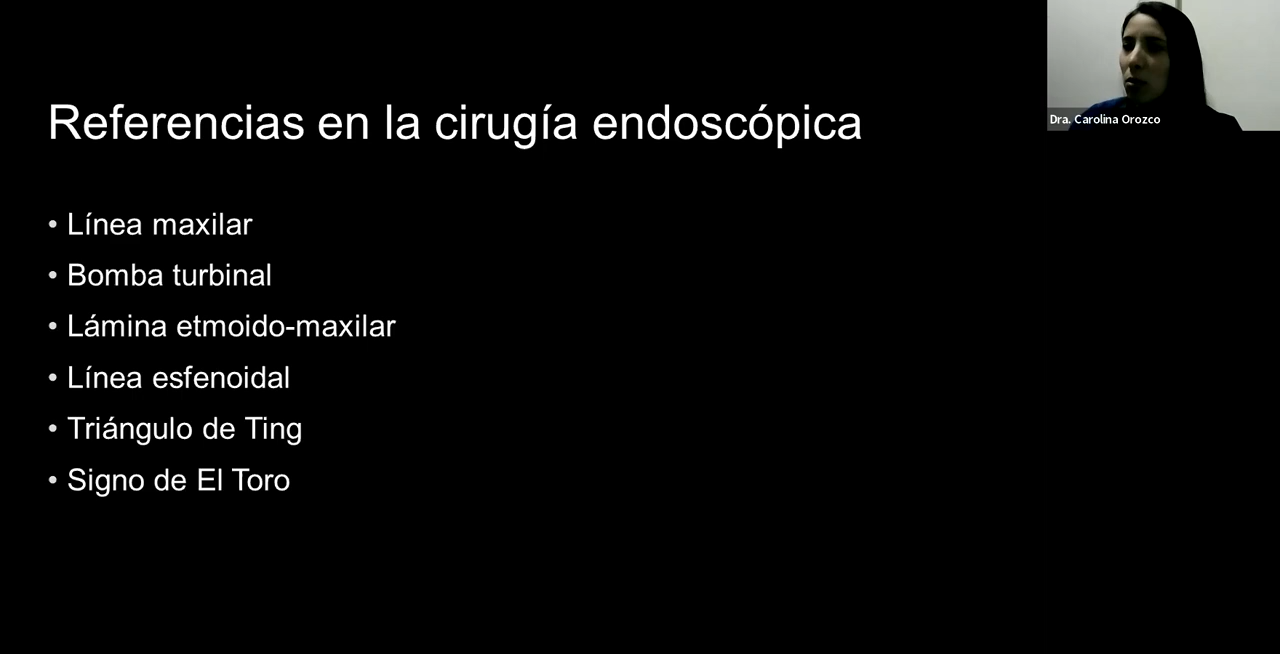 Referencias en la cirugía endoscópica
Dra. Carolina Orozco
• Línea maxilar
• Bomba turbinal
• Lámina etmoido-maxilar
• Línea esfenoidal
• Triángulo de Ting
• Signo de El Toro